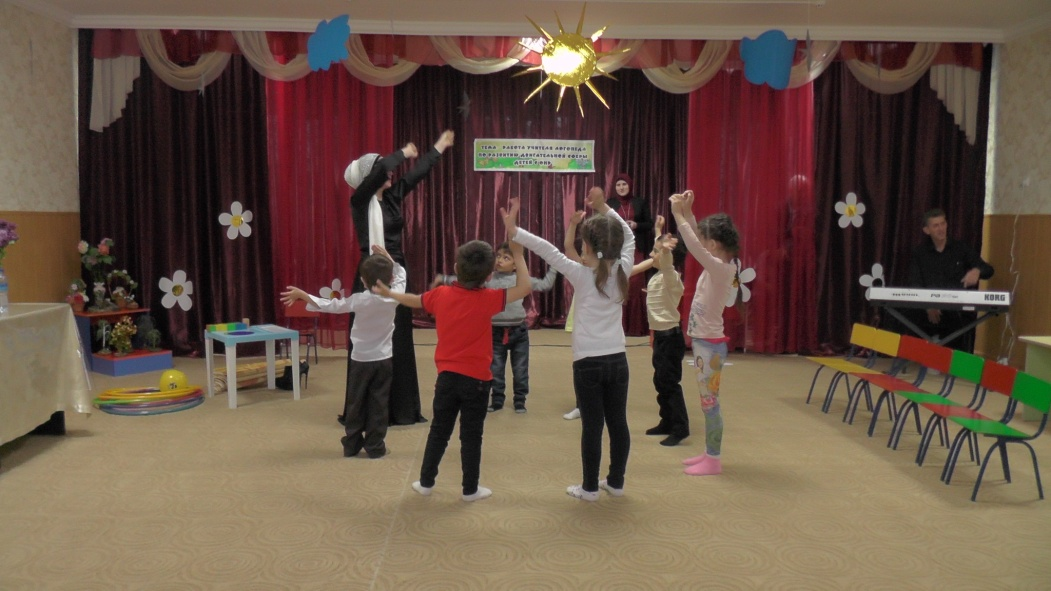 ТЕМА: РАБОТА УЧИТЕЛЯ ЛОГОПЕДА
ПО РАЗВИТИЮ ДВИГАТЕЛЬНОЙ СФЕРЫ
ДЕТЕЙ С ОНР
KORG